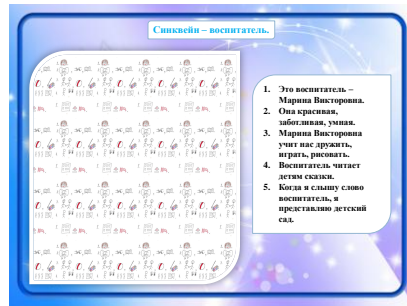 Синквейн – воспитатель.
1. Это воспитатель –
Марина Викторовна.
2. Она красивая,
заботливая, умная.
3. Марина Викторовна
учит нас дружить,
играть, рисовать.
4. Воспитатель читает
детям сказки.
5. Когда я слышу слово
воспитатель, я
представляю детский
сад.